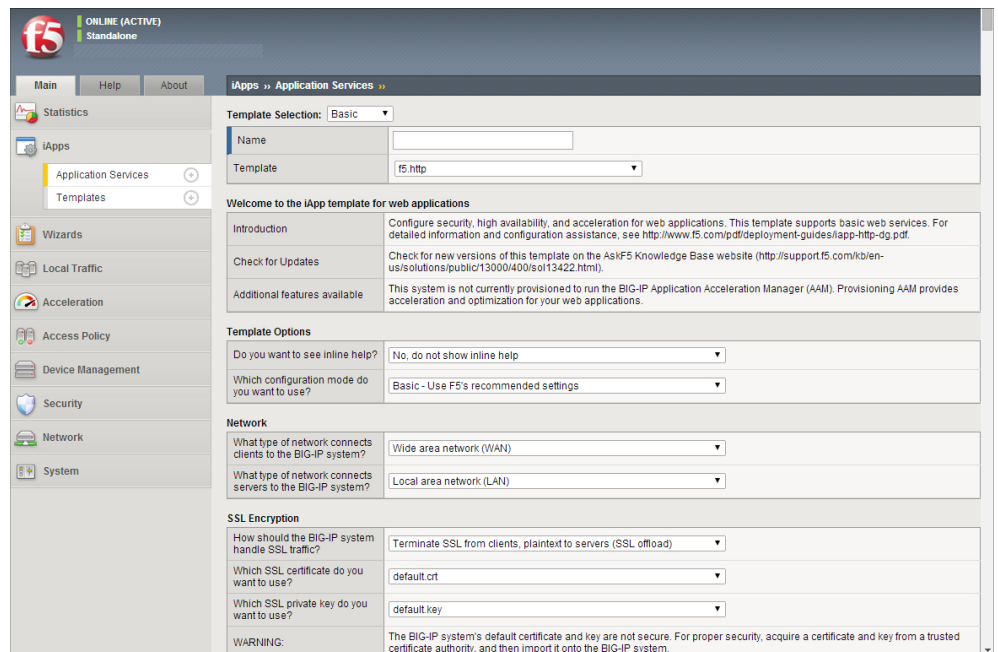 f5
ONLINE (ACTIVE)
Standalone
Main
Help
About
iApps ›› Application Services ››
Statistics
iApps
Application Services
Templates
Wizards
Local Traffic
Acceleration
Access Policy
Device Management
Security
Network
System
Template Selection: Basic
Name
Template
f5.http
Welcome to the iApp template for web applications
Introduction
Configure security, high availability, and acceleration for web applications. This template supports basic web services. For
detailed information and configuration assistance, see http://www.f5.com/pdf/deployment-guides/iapp-http-dg.pdf.
Check for Updates
Check for new versions of this template on the AskF5 Knowledge Base website (http://support.f5.com/kb/en-
us/solutions/public/13000/400/sol13422.html).
Additional features available
This system is not currently provisioned to run the BIG-IP Application Acceleration Manager (AAM). Provisioning AAM provides
acceleration and optimization for your web applications.
Template Options
Do you want to see inline help?
No, do not show inline help
Which configuration mode do
you want to use?
Basic - Use F5's recommended settings
Network
What type of network connects
clients to the BIG-IP system?
Wide area network (WAN)
What type of network connects
servers to the BIG-IP system?
Local area network (LAN)
SSL Encryption
How should the BIG-IP system
handle SSL traffic?
Terminate SSL from clients, plaintext to servers (SSL offload)
Which SSL certificate do you
want to use?
default.crt
Which SSL private key do you
want to use?
default.key
WARNING:
The BIG-IP system's default certificate and key are not secure. For proper security, acquire a certificate and key from a trusted
certificate authority, and then import it onto the BIG-IP system.